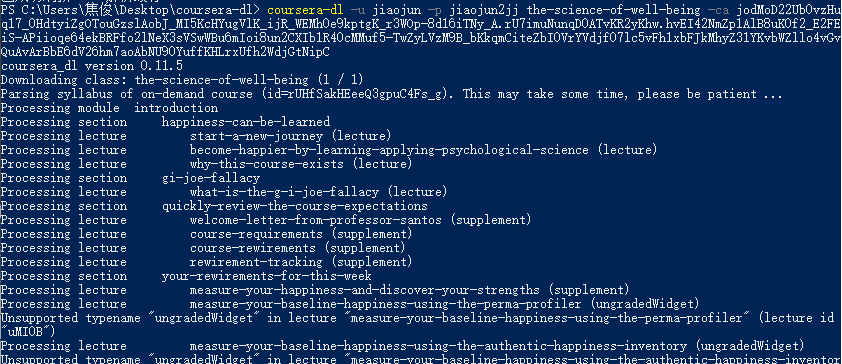 PS C:\Users\焦俊\Desktop\coursera-dl> coursera-dl -u jiaojun -p jiaojun2jj the-science-of-well-being -ca
coursera_dl version 0.11.5
Downloading class: the-science-of-well-being (1 / 1)
Parsing syllabus of on-demand course (id=rUHfSakHEeeQ3gpuC4Fs_g). This may take some time, please be patient ...
Processing module  introduction
Processing section    happiness-can-be-learned
Processing lecture        start-a-new-journey (lecture)
Processing lecture        become-happier-by-learning-applying-psychological-science (lecture)
Processing lecture        why-this-course-exists (lecture)
Processing section    gi-joe-fallacy
Processing lecture        what-is-the-g-i-joe-fallacy (lecture)
Processing section    quickly-review-the-course-expectations
Processing lecture        welcome-letter-from-professor-santos (supplement)
Processing lecture        course-requirements (supplement)
Processing lecture        course-rewirements (supplement)
Processing lecture        rewirement-tracking (supplement)
Processing section    your-rewirements-for-this-week
Processing lecture        measure-your-happiness-and-discover-your-strengths (supplement)
Processing lecture        measure-your-baseline-happiness-using-the-perma-profiler (ungradedWidget)
Unsupported typename "ungradedWidget" in lecture "measure-your-baseline-happiness-using-the-perma-profiler" (lecture id
"uMIOB")
Processing lecture        measure-your-baseline-happiness-using-the-authentic-happiness-inventory (ungradedWidget)
Unsupported typename "ungradedWidget" in lecture "measure-your-baseline-happiness-using-the-authentic-happiness-inventor